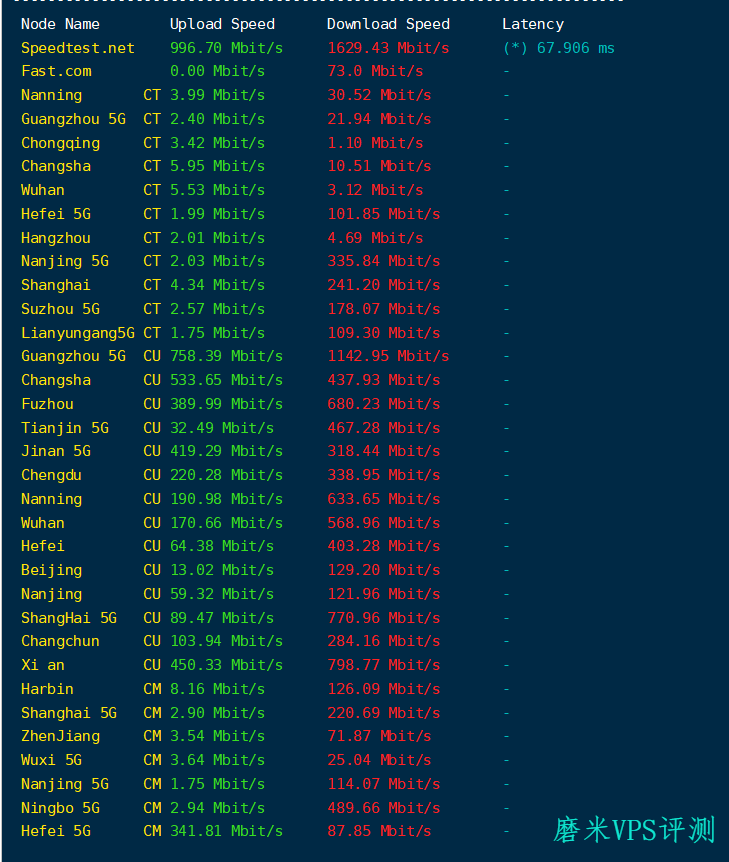 Node Name Upload Speed Download Speed Latency
Speedtest.net 996.70 Mbit/s 1629.43 Mbit/s (*) 67.906 ms
Fast.com 0.00 Mbit/s 73.0 Mbit/s -
Nanning CT 3.99 Mbit/s 30.52 Mbit/s -
Guangzhou 5G CT 2.40 Mbit/s 21.94 Mbit/s -
Chongqing CT 3.42 Mbit/s 1.10 Mbit/s -
Changsha CT 5.95 Mbit/s 10.51 Mbit/s -
Wuhan CT 5.53 Mbit/s 3.12 Mbit/s -
Hefei 5G CT 1.99 Mbit/s 101.85 Mbit/s -
Hangzhou CT 2.01 Mbit/s 4.69 Mbit/s -
Nanjing 5G CT 2.03 Mbit/s 335.84 Mbit/s -
Shanghai CT 4.34 Mbit/s 241.20 Mbit/s -
Suzhou 5G CT 2.57 Mbit/s 178.07 Mbit/s -
Lianyungang5G CT 1.75 Mbit/s 109.30 Mbit/s -
Guangzhou 5G CU 758.39 Mbit/s 1142.95 Mbit/s -
Changsha CU 533.65 Mbit/s 437.93 Mbit/s -
Fuzhou CU 389.99 Mbit/s 680.23 Mbit/s -
Tianjin 5G CU 32.49 Mbit/s 467.28 Mbit/s -
Jinan 5G CU 419.29 Mbit/s 318.44 Mbit/s -
Chengdu CU 220.28 Mbit/s 338.95 Mbit/s -
Nanning CU 190.98 Mbit/s 633.65 Mbit/s -
Wuhan CU 170.66 Mbit/s 568.96 Mbit/s -
Hefei CU 64.38 Mbit/s 403.28 Mbit/s -
Beijing CU 13.02 Mbit/s 129.20 Mbit/s -
Nanjing CU 59.32 Mbit/s 121.96 Mbit/s -
ShangHai 5G CU 89.47 Mbit/s 770.96 Mbit/s -
Changchun CU 103.94 Mbit/s 284.16 Mbit/s -
Xi an CU 450.33 Mbit/s 798.77 Mbit/s -
Harbin CM 8.16 Mbit/s 126.09 Mbit/s -
Shanghai 5G CM 2.90 Mbit/s 220.69 Mbit/s -
ZhenJiang CM 3.54 Mbit/s 71.87 Mbit/s -
Wuxi 5G CM 3.64 Mbit/s 25.04 Mbit/s -
Nanjing 5G CM 1.75 Mbit/s 114.07 Mbit/s -
Ningbo 5G CM 2.94 Mbit/s 489.66 Mbit/s -
Hefei 5G CM 341.81 Mbit/s 87.85 Mbit/s -
磨米VPS评测